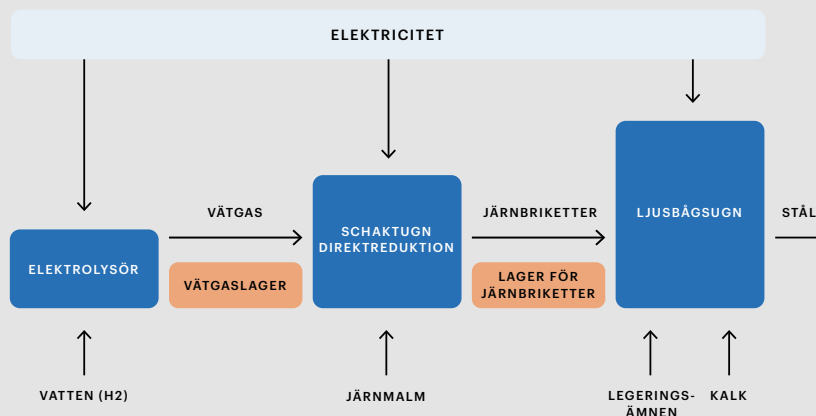 ELEKTRICITET
VÄTGAS
JÄRNBRIKETTER
LJUSBÅGSUGN
STÅL
SCHAKTUGN
DIREKTREDUKTION
ELEKTROLYSÖR
VÄTGASLAGER
LAGER FÖR
JÄRNBRIKETTER
VATTEN (H2)
JÄRNMALM
LEGERINGS-
ÄMNEN
KALK